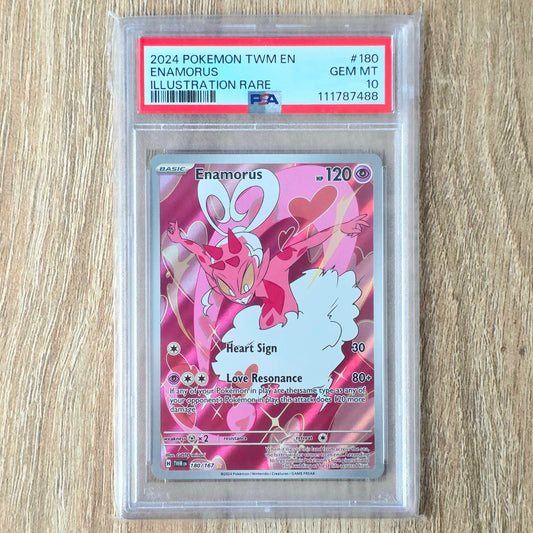 2024 POKEMON TWM EN #180
ENAMORUS GEM MT
ILLUSTRATION RARE 10
PSA 111787488
BASIC Enamorus HP 120
Heart Sign 30
Love Resonance 80+
If any of your Pokémon in play are the same type as any of
your opponent's Pokémon in play, this attack does 120 more
damage.
weakness ×2 resistance retreat
H TWM EN 180/167
©2024 Pokémon / Nintendo / Creatures / GAME FREAK